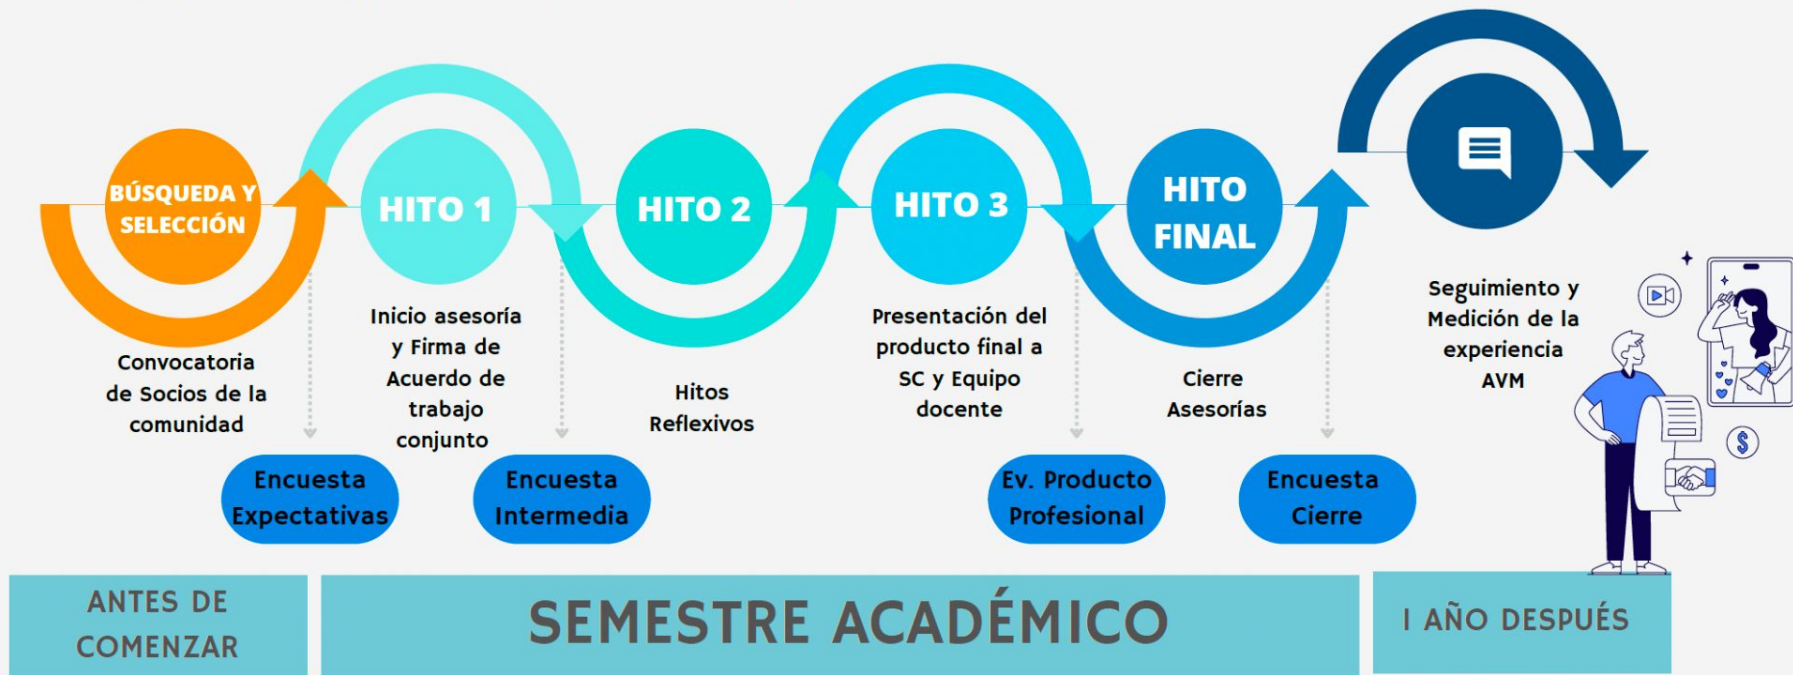 BÚSQUEDA Y
SELECCIÓN
Convocatoria
de Socios de la
comunidad
Encuesta
Expectativas
HITO 1
Inicio asesoría
y Firma de
Acuerdo de
trabajo
conjunto
Encuesta
Intermedia
HITO 2
Hitos
Reflexivos
HITO 3
Presentación del
producto final a
SC y Equipo
docente
Ev. Producto
Profesional
HITO
FINAL
Cierre
Asesorías
Encuesta
Cierre
Seguimiento y
Medición de la
experiencia
AVM
$
ANTES DE
COMENZAR
SEMESTRE ACADÉMICO
1 AÑO DESPUÉS